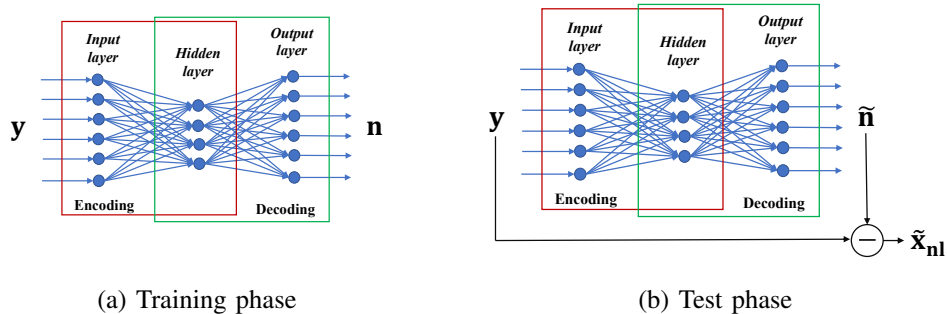 Input
layer
Hidden
layer
Output
layer
y
n
Encoding
Decoding
(a) Training phase
Input
layer
Hidden
layer
Output
layer
y
ñ
Encoding
Decoding
−
x̃nl
(b) Test phase